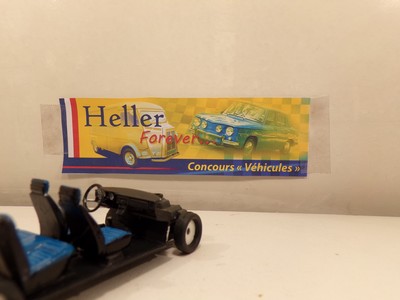 Heller
Forever...
Concours « Véhicules »